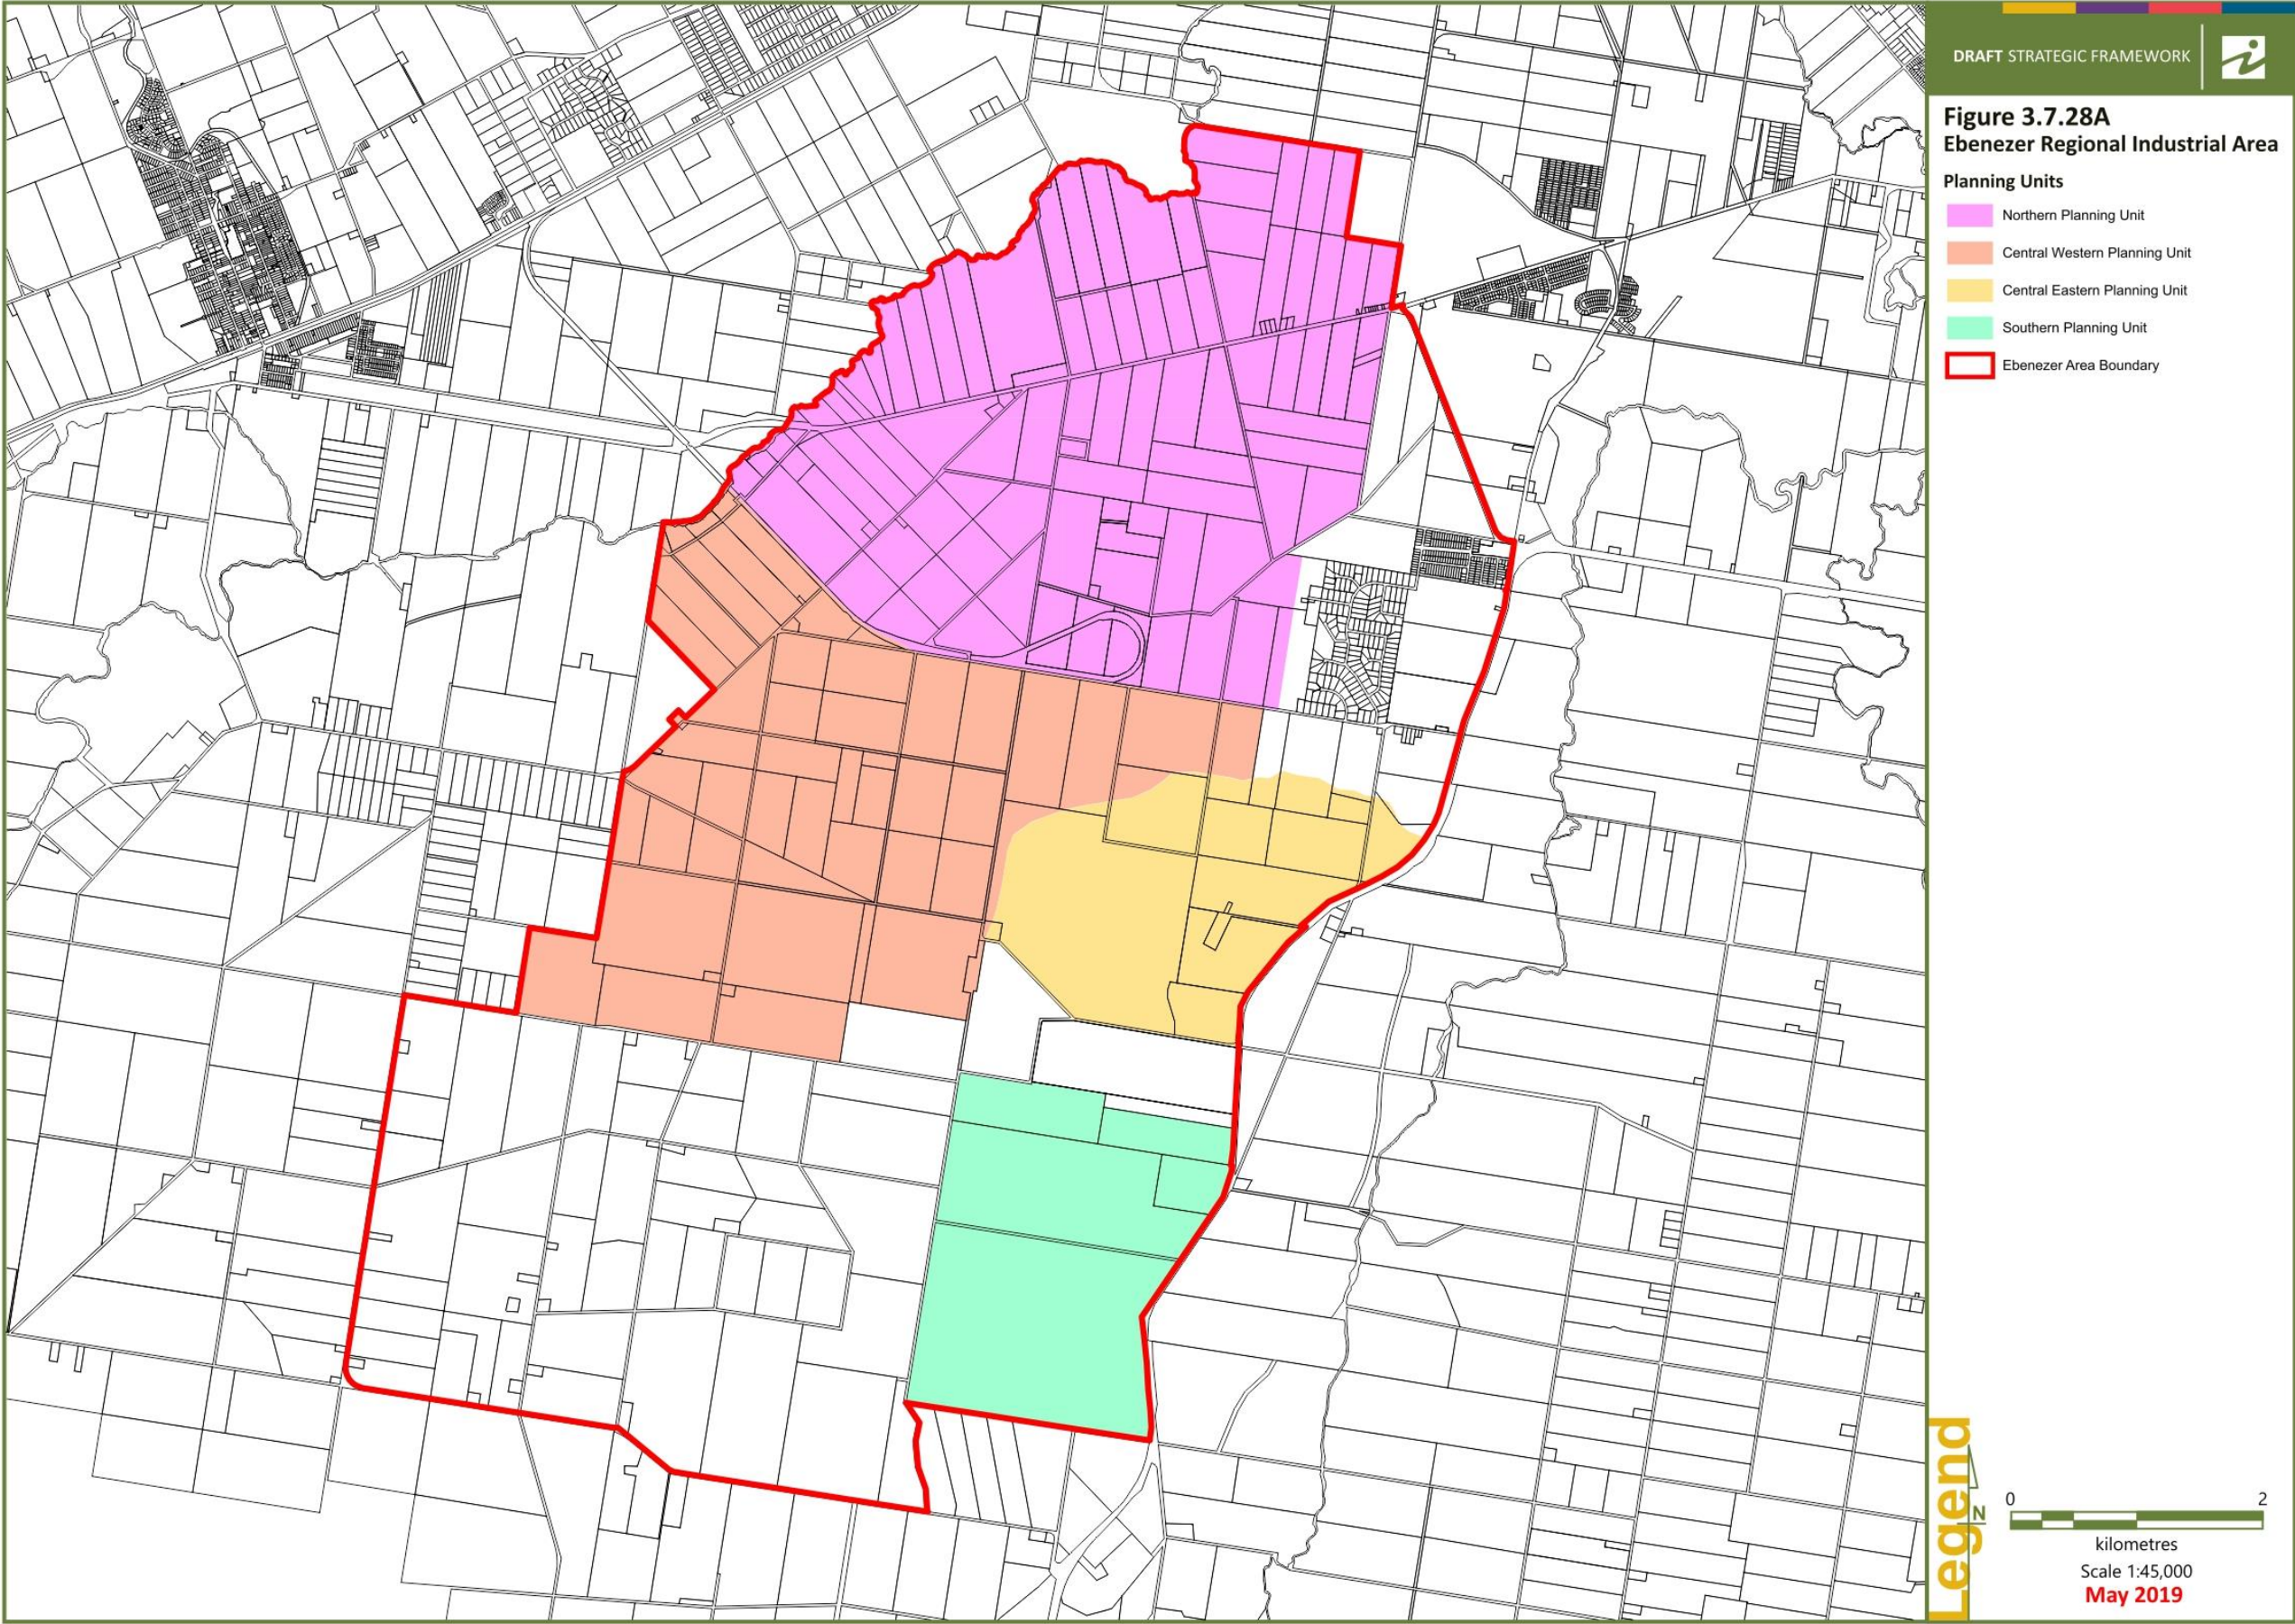 DRAFT STRATEGIC FRAMEWORK
Figure 3.7.28A
Ebenezer Regional Industrial Area
Planning Units
Northern Planning Unit
Central Western Planning Unit
Central Eastern Planning Unit
Southern Planning Unit
Ebenezer Area Boundary
Legend
N
0 2
kilometres
Scale 1:45,000
May 2019